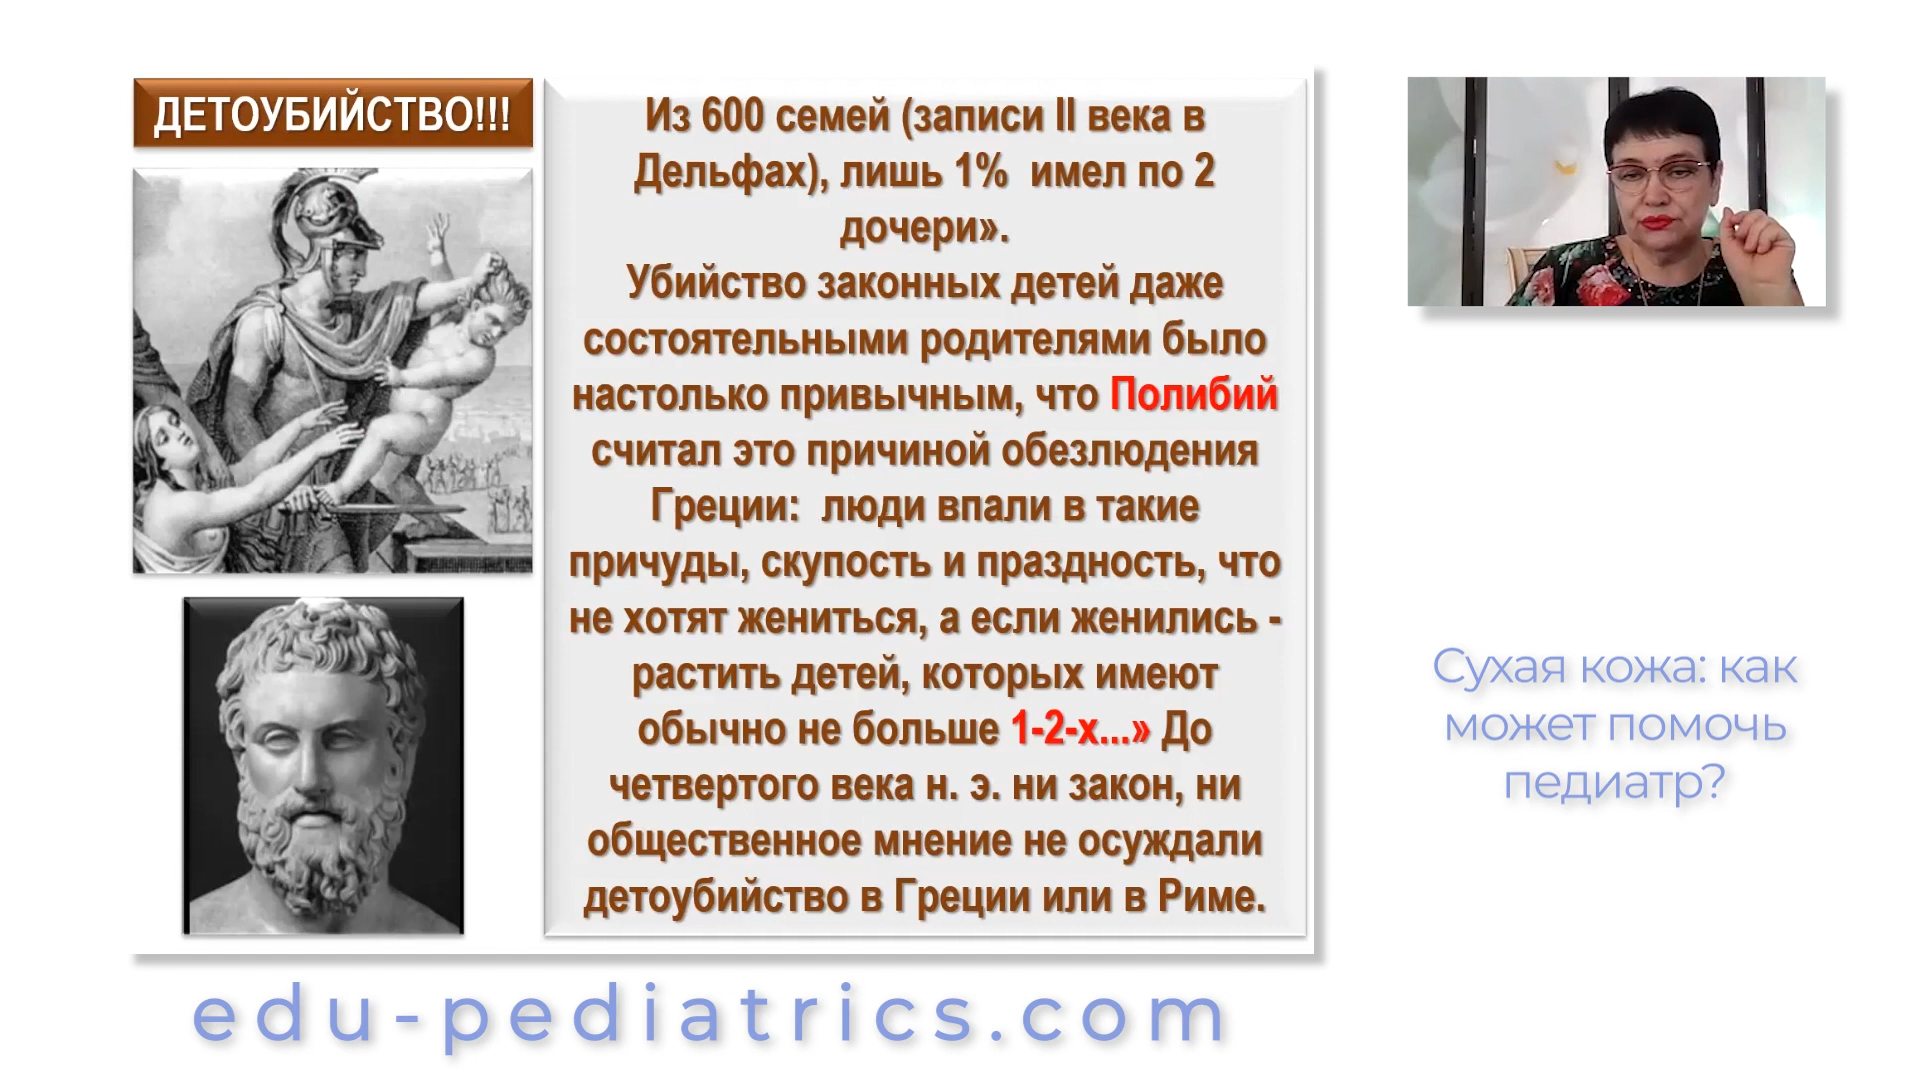 ДЕТОУБИЙСТВО!!!
Из 600 семей (записи II века в
Дельфах), лишь 1% имел по 2
дочери».
Убийство законных детей даже
состоятельными родителями было
настолько привычным, что Полибий
считал это причиной обезлюдения
Греции: люди впали в такие
причуды, скупость и праздность, что
не хотят жениться, а если женились -
растить детей, которых имеют
обычно не больше 1-2-х...» До
четвертого века н. э. ни закон, ни
общественное мнение не осуждали
детоубийство в Греции или в Риме.
Сухая кожа: как
может помочь
педиатр?
edu-pediatrics.com